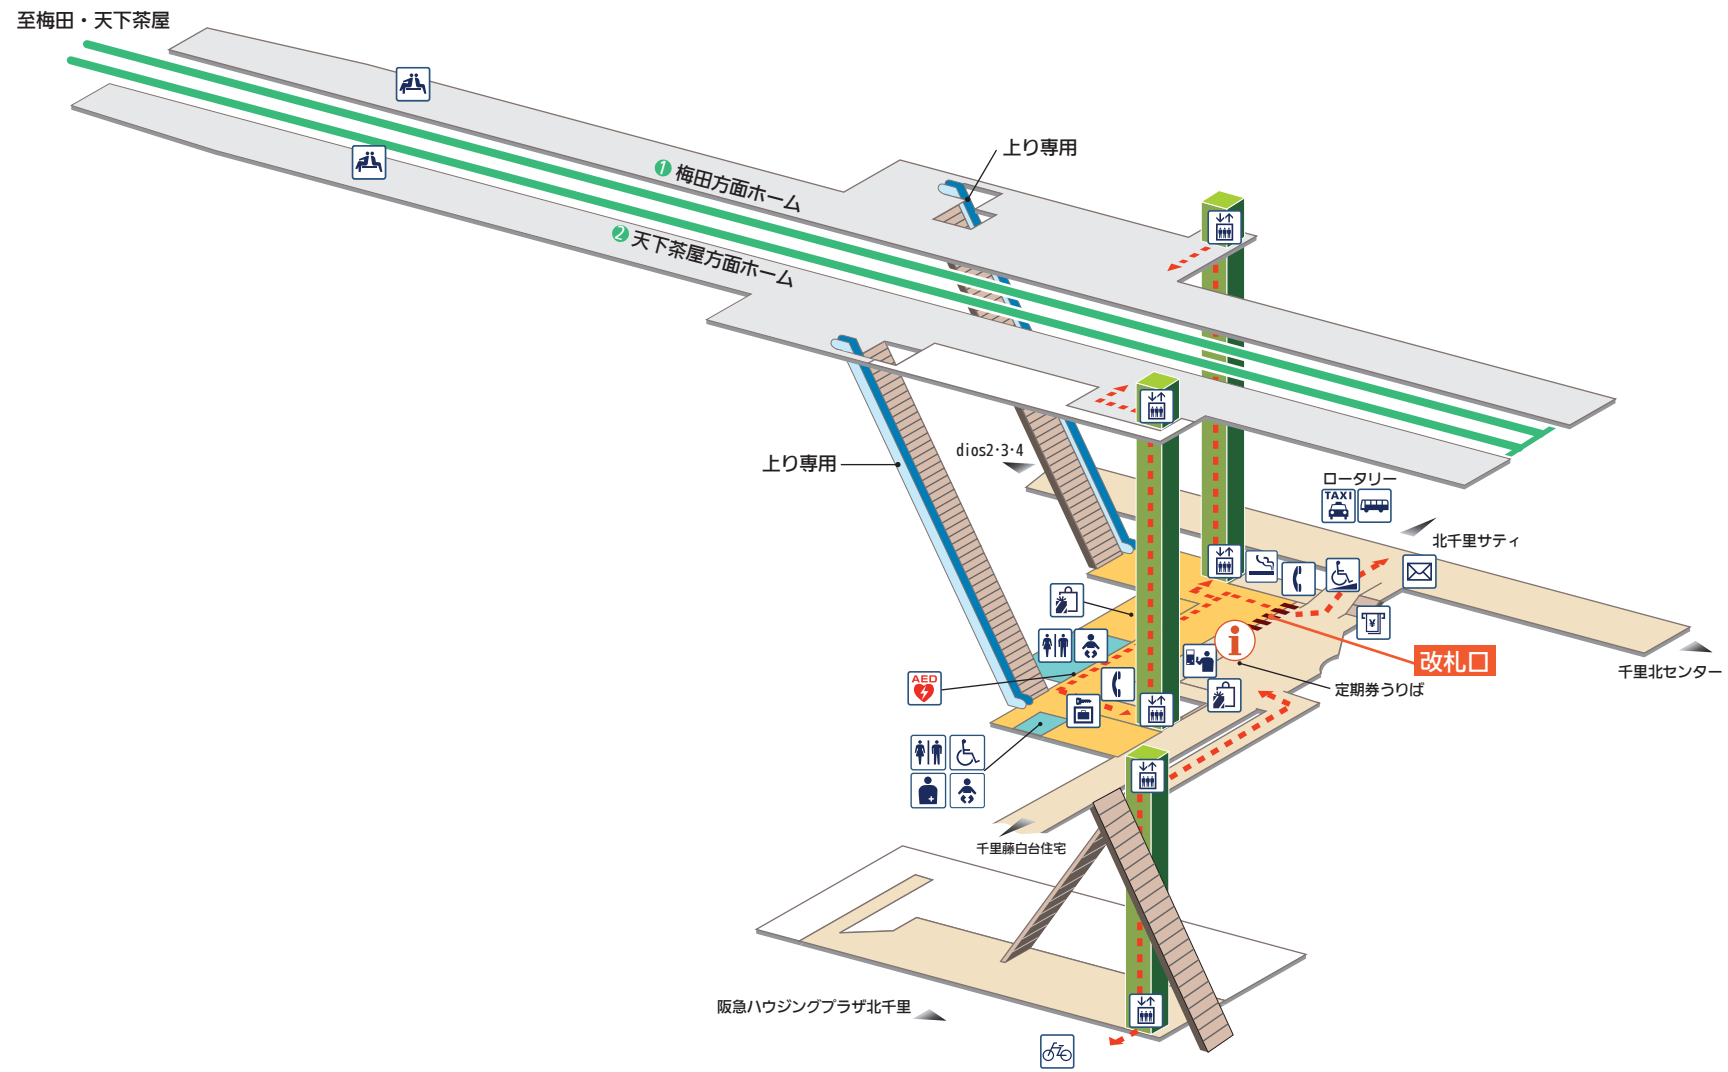 至梅田・天下茶屋
上り専用
1 梅田方面ホーム
2 天下茶屋方面ホーム
上り専用
dios2・3・4
ロータリー
TAXI
北千里サティ
¥
改札口
千里北センター
定期券うりば
i
AED
千里藤白台住宅
阪急ハウジングプラザ北千里